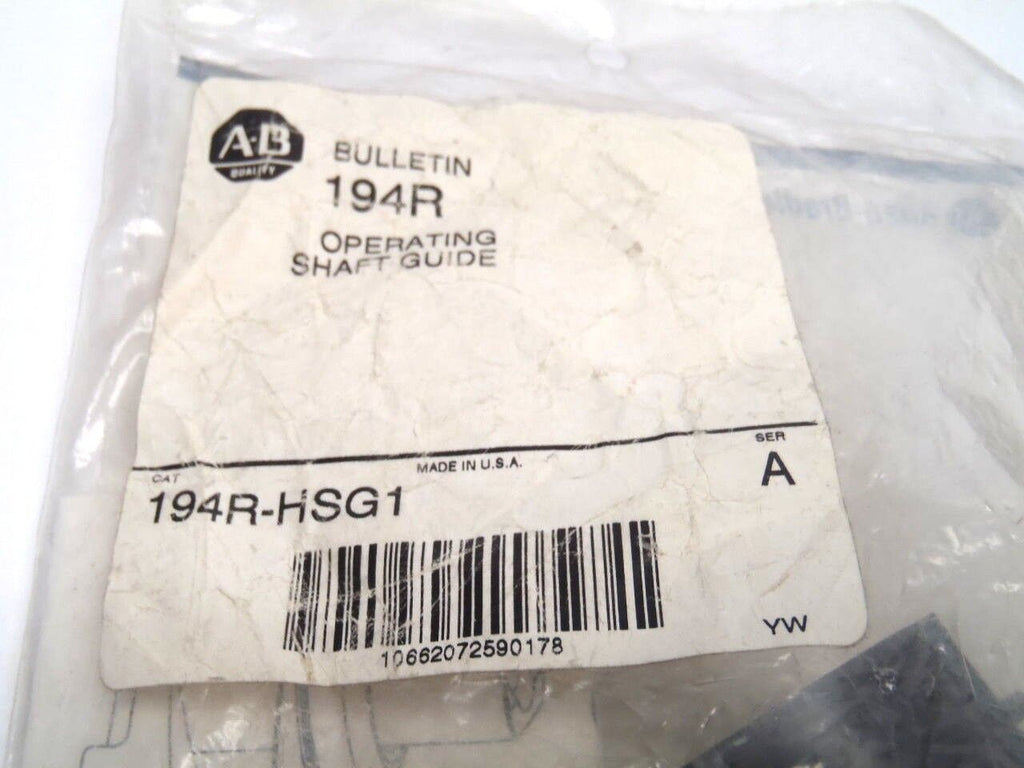 A-B
QUALITY
BULLETIN
194R
OPERATING
SHAFT GUIDE
CAT
MADE IN U.S.A.
SER
194R-HSG1
A
10662072590178
YW